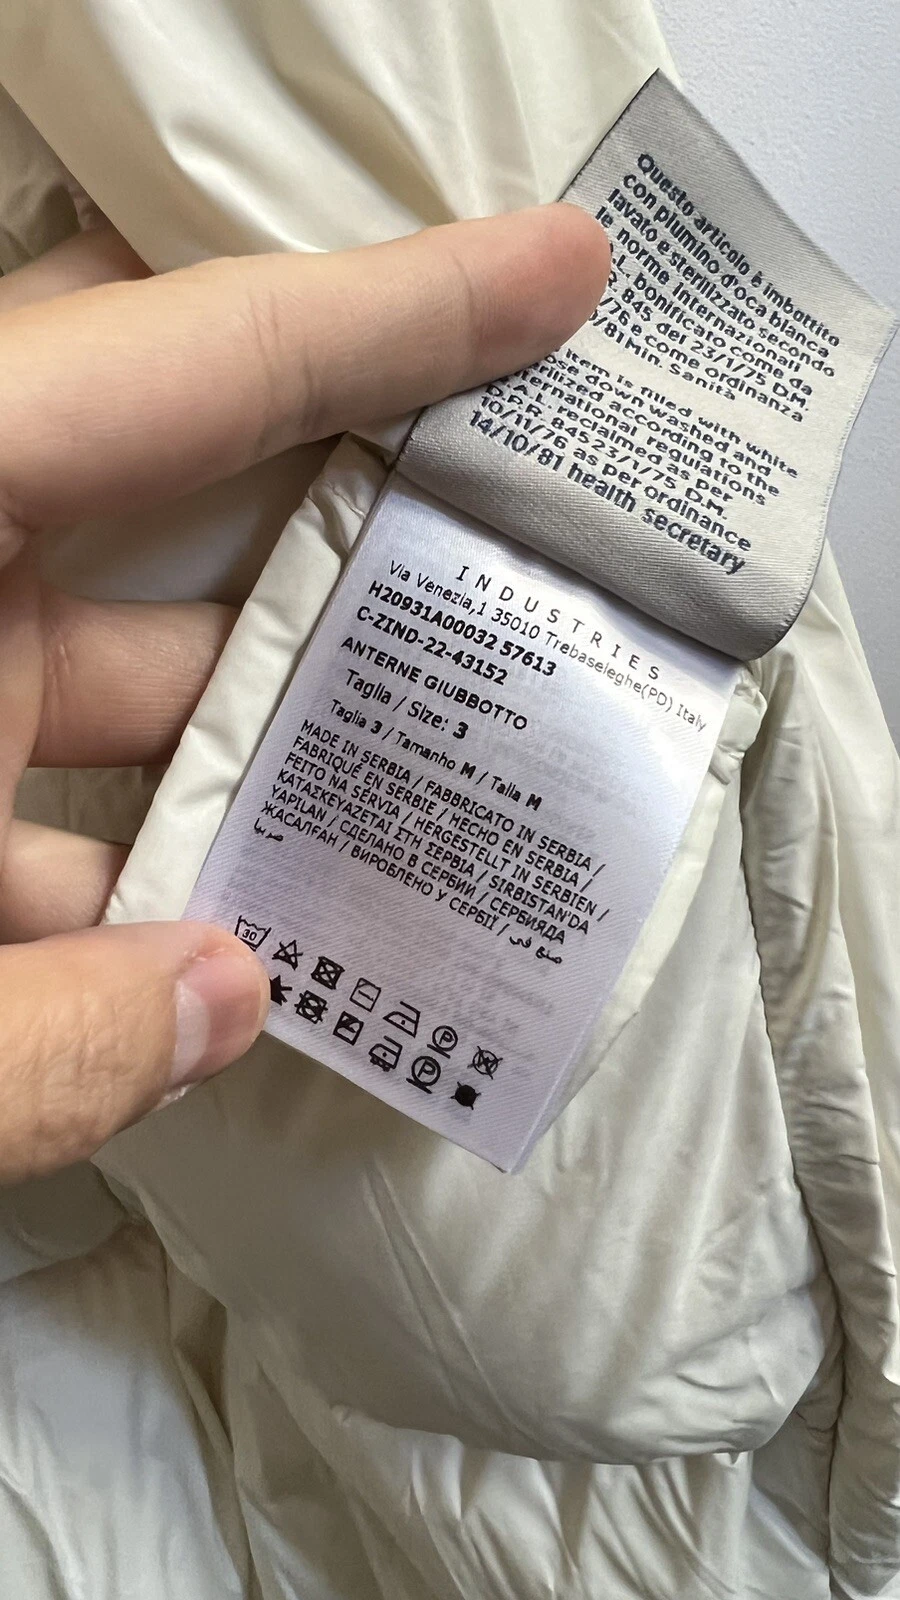 Questo articolo è imbottito
con piumino d'oca bianca
lavato e sterilizzato secondo
le norme internazionali
bonificato come da
845 del 23/1/75 D.M.
/76 e come ordinanza
/81 Min. Sanità
item is filled with white
down washed and
according to the
regulations
reclaimed as per
D.P.R. 845 23/1/75 D.M.
10/11/76 as per ordinance
14/10/81 health secretary
INDUSTRIES
Via Venezia,1 35010 Trebaseleghe(PD) Italy
H20931A00032 57613
C-ZIND-22-43152
ANTERNE GIUBBOTTO
Taglia / Size: 3
Taglia 3 / Tamanho M / Talla M
MADE IN SERBIA / FABBRICATO IN SERBIA /
FABRIQUÉ EN SERBIE / HECHO EN SERBIA /
FEITO NA SÉRVIA / HERGESTELLT IN SERBIEN /
ΚΑΤΑΣΚΕΥΑΖΕΤΑΙ ΣΤΗ ΣΕΡΒΙΑ / SIRBISTAN'DA
YAPILAN / СДЕЛАНО В СЕРБИИ / СЕРБИЯДА
ЖАСАЛҒАН / ВИРОБЛЕНО У СЕРБІЇ / صنع في
صربيا
30
P
P